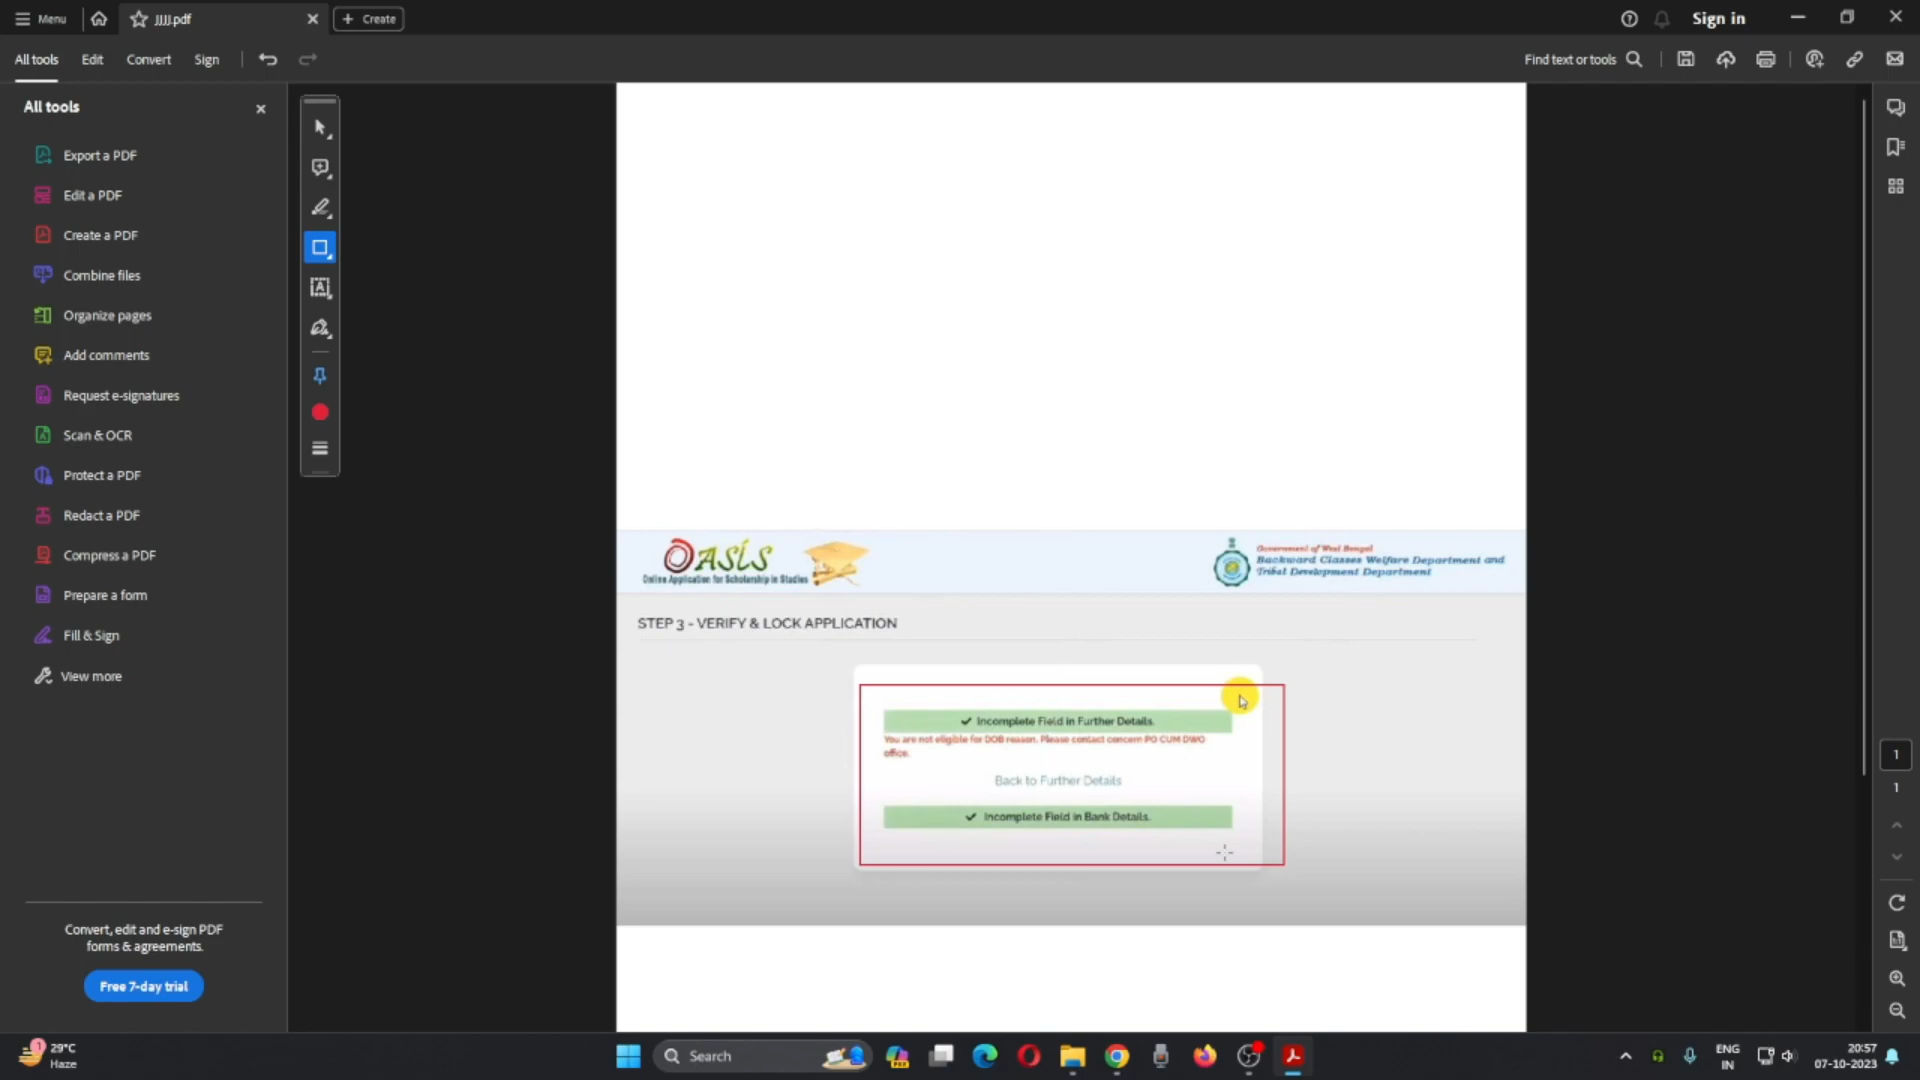 Menu
JJJJ.pdf
Create
Sign in
All tools
Edit
Convert
Sign
Find text or tools
All tools
Export a PDF
Edit a PDF
Create a PDF
Combine files
Organize pages
Add comments
Request e-signatures
Scan & OCR
Protect a PDF
Redact a PDF
Compress a PDF
Prepare a form
Fill & Sign
View more
Convert, edit and e-sign PDF
forms & agreements.
Free 7-day trial
OASIS
Online Application for Scholarship in Studies
Government of West Bengal
Backward Classes Welfare Department and
Tribal Development Department
STEP 3 - VERIFY & LOCK APPLICATION
✓ Incomplete Field in Further Details.
You are not eligible for DOB reason. Please contact concern PO CUM DWO
office.
Back to Further Details
✓ Incomplete Field in Bank Details.
1
1
1
29°C
Haze
Search
ENG
IN
20:57
07-10-2023